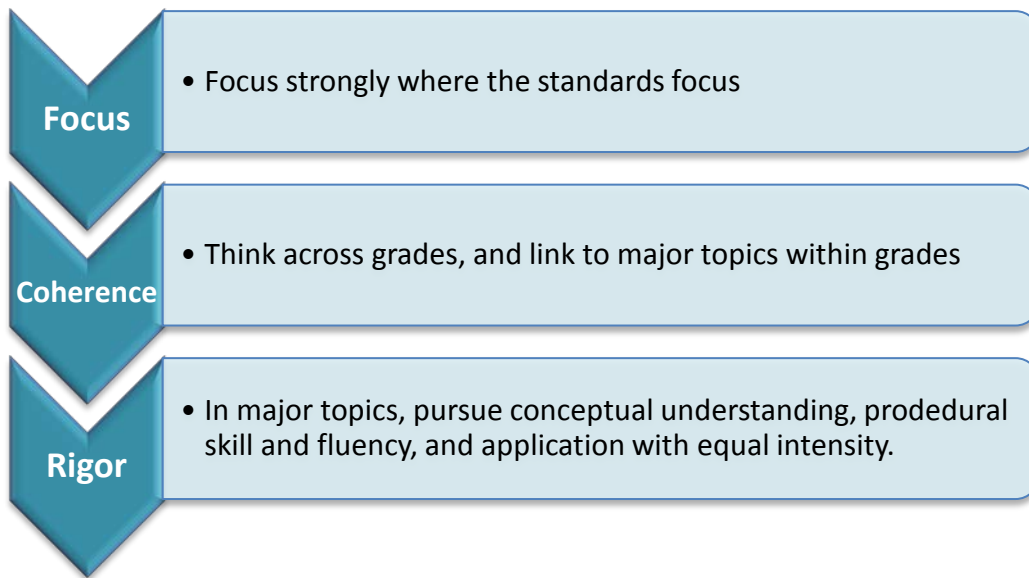 Focus
• Focus strongly where the standards focus
Coherence
• Think across grades, and link to major topics within grades
Rigor
• In major topics, pursue conceptual understanding, prodedural
skill and fluency, and application with equal intensity.